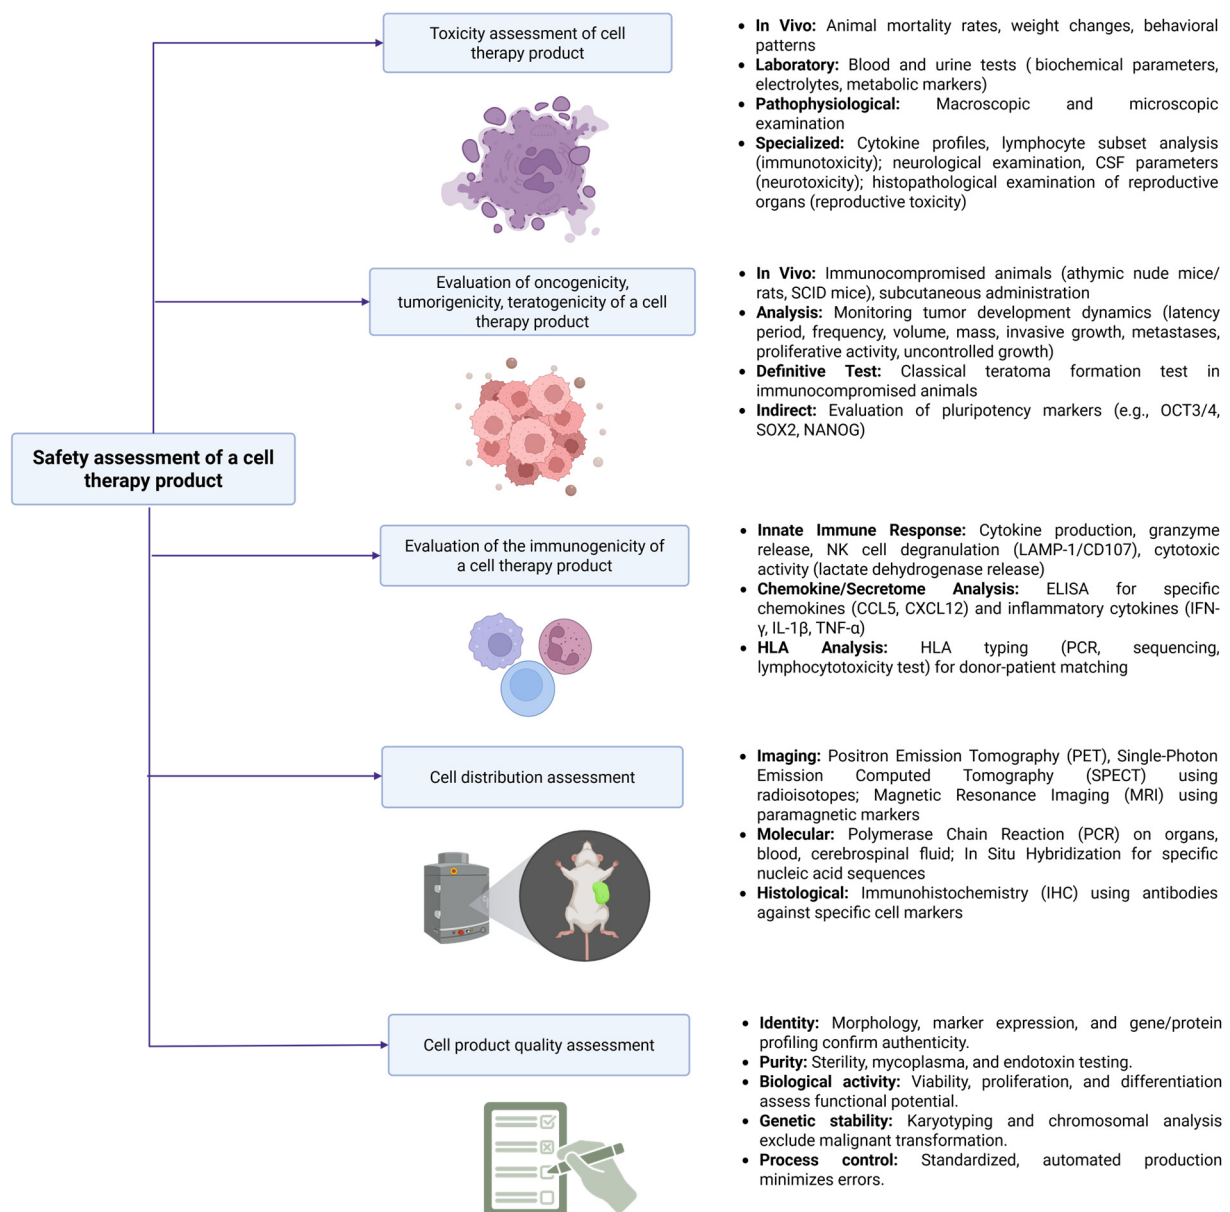 Toxicity assessment of cell
therapy product
• In Vivo: Animal mortality rates, weight changes, behavioral
patterns
• Laboratory: Blood and urine tests ( biochemical parameters,
electrolytes, metabolic markers)
• Pathophysiological: Macroscopic and microscopic
examination
• Specialized: Cytokine profiles, lymphocyte subset analysis
(immunotoxicity); neurological examination, CSF parameters
(neurotoxicity); histopathological examination of reproductive
organs (reproductive toxicity)
Evaluation of oncogenicity,
tumorigenicity, teratogenicity of a cell
therapy product
• In Vivo: Immunocompromised animals (athymic nude mice/
rats, SCID mice), subcutaneous administration
• Analysis: Monitoring tumor development dynamics (latency
period, frequency, volume, mass, invasive growth, metastases,
proliferative activity, uncontrolled growth)
• Definitive Test: Classical teratoma formation test in
immunocompromised animals
• Indirect: Evaluation of pluripotency markers (e.g., OCT3/4,
SOX2, NANOG)
Safety assessment of a cell
therapy product
Evaluation of the immunogenicity of
a cell therapy product
• Innate Immune Response: Cytokine production, granzyme
release, NK cell degranulation (LAMP-1/CD107), cytotoxic
activity (lactate dehydrogenase release)
• Chemokine/Secretome Analysis: ELISA for specific
chemokines (CCL5, CXCL12) and inflammatory cytokines (IFN-
γ, IL-1β, TNF-α)
• HLA Analysis: HLA typing (PCR, sequencing,
lymphocytotoxicity test) for donor-patient matching
Cell distribution assessment
• Imaging: Positron Emission Tomography (PET), Single-Photon
Emission Computed Tomography (SPECT) using
radioisotopes; Magnetic Resonance Imaging (MRI) using
paramagnetic markers
• Molecular: Polymerase Chain Reaction (PCR) on organs,
blood, cerebrospinal fluid; In Situ Hybridization for specific
nucleic acid sequences
• Histological: Immunohistochemistry (IHC) using antibodies
against specific cell markers
Cell product quality assessment
• Identity: Morphology, marker expression, and gene/protein
profiling confirm authenticity.
• Purity: Sterility, mycoplasma, and endotoxin testing.
• Biological activity: Viability, proliferation, and differentiation
assess functional potential.
• Genetic stability: Karyotyping and chromosomal analysis
exclude malignant transformation.
• Process control: Standardized, automated production
minimizes errors.